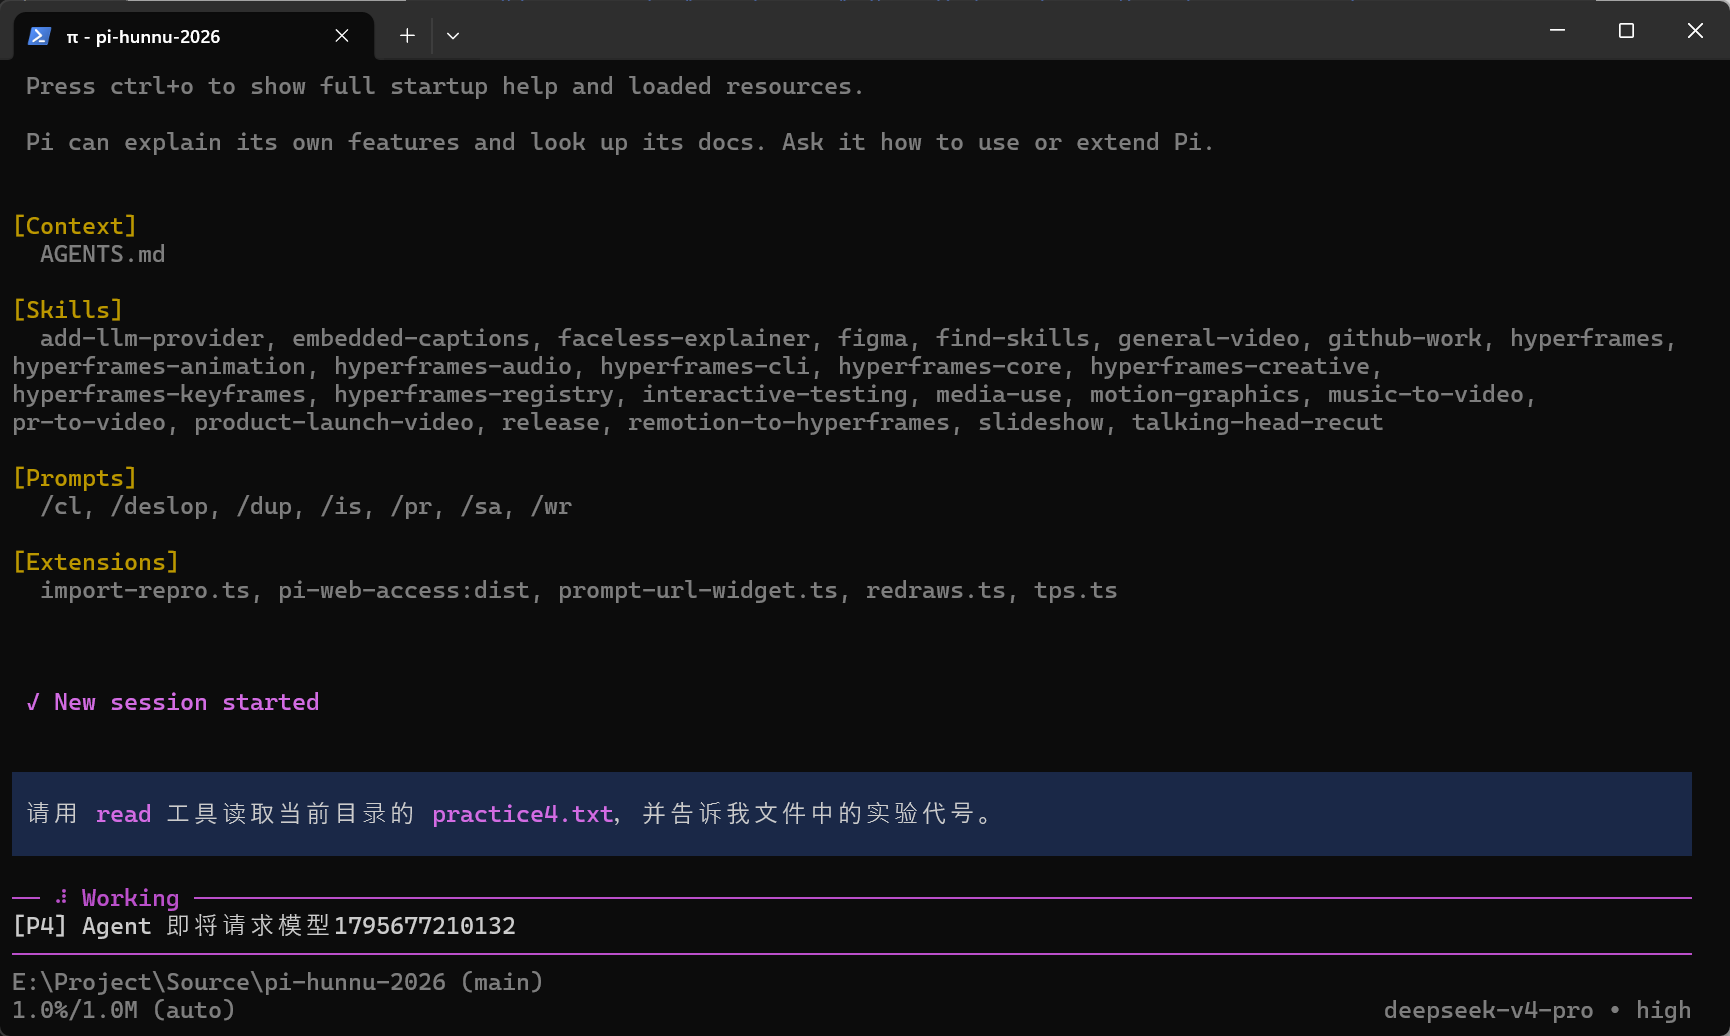 π - pi-hunnu-2026
Press ctrl+o to show full startup help and loaded resources.
Pi can explain its own features and look up its docs. Ask it how to use or extend Pi.
[Context]
AGENTS.md
[Skills]
add-llm-provider, embedded-captions, faceless-explainer, figma, find-skills, general-video, github-work, hyperframes,
hyperframes-animation, hyperframes-audio, hyperframes-cli, hyperframes-core, hyperframes-creative,
hyperframes-keyframes, hyperframes-registry, interactive-testing, media-use, motion-graphics, music-to-video,
pr-to-video, product-launch-video, release, remotion-to-hyperframes, slideshow, talking-head-recut
[Prompts]
/cl, /deslop, /dup, /is, /pr, /sa, /wr
[Extensions]
import-repro.ts, pi-web-access:dist, prompt-url-widget.ts, redraws.ts, tps.ts
✓ New session started
请用 read 工具读取当前目录的 practice4.txt, 并告诉我文件中的实验代号。
Working
[P4] Agent 即将请求模型1795677210132
E:\Project\Source\pi-hunnu-2026 (main)
1.0%/1.0M (auto)
deepseek-v4-pro • high